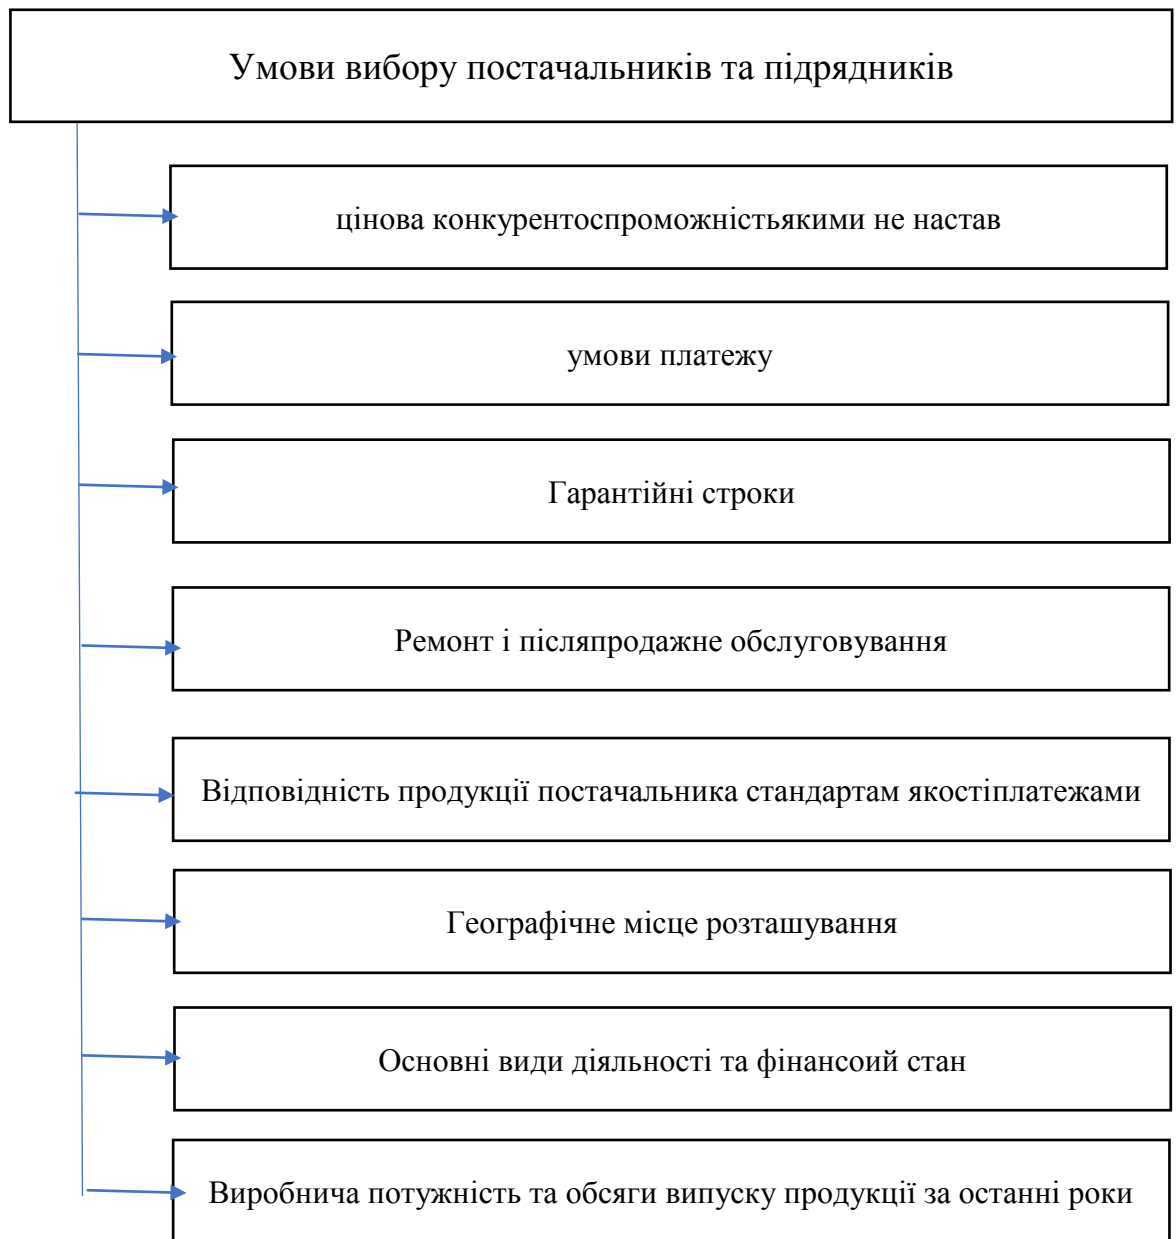 Умови вибору постачальників та підрядників
цінова конкурентоспроможністьякими не настав
умови платежу
Гарантійні строки
Ремонт і післяпродажне обслуговування
Відповідність продукції постачальника стандартам якостіплатежами
Географічне місце розташування
Основні види діяльності та фінансоий стан
Виробнича потужність та обсяги випуску продукції за останні роки